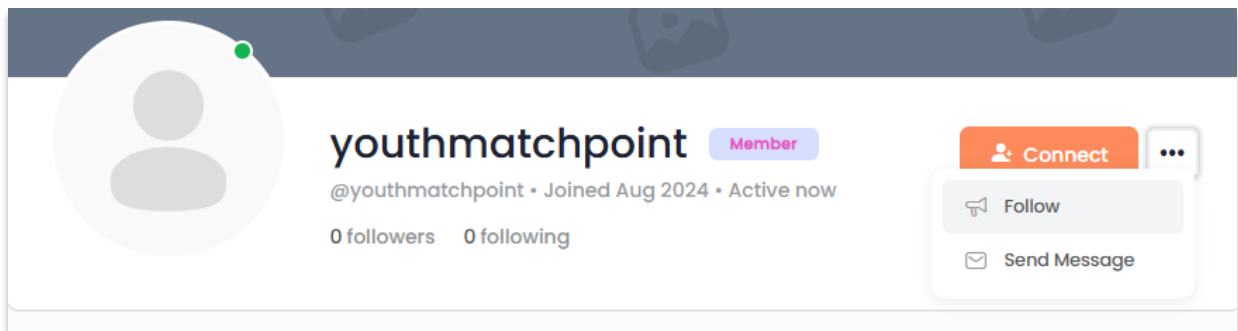 youthmatchpoint Member
Connect •••
@youthmatchpoint • Joined Aug 2024 • Active now
0 followers 0 following
Follow
Send Message